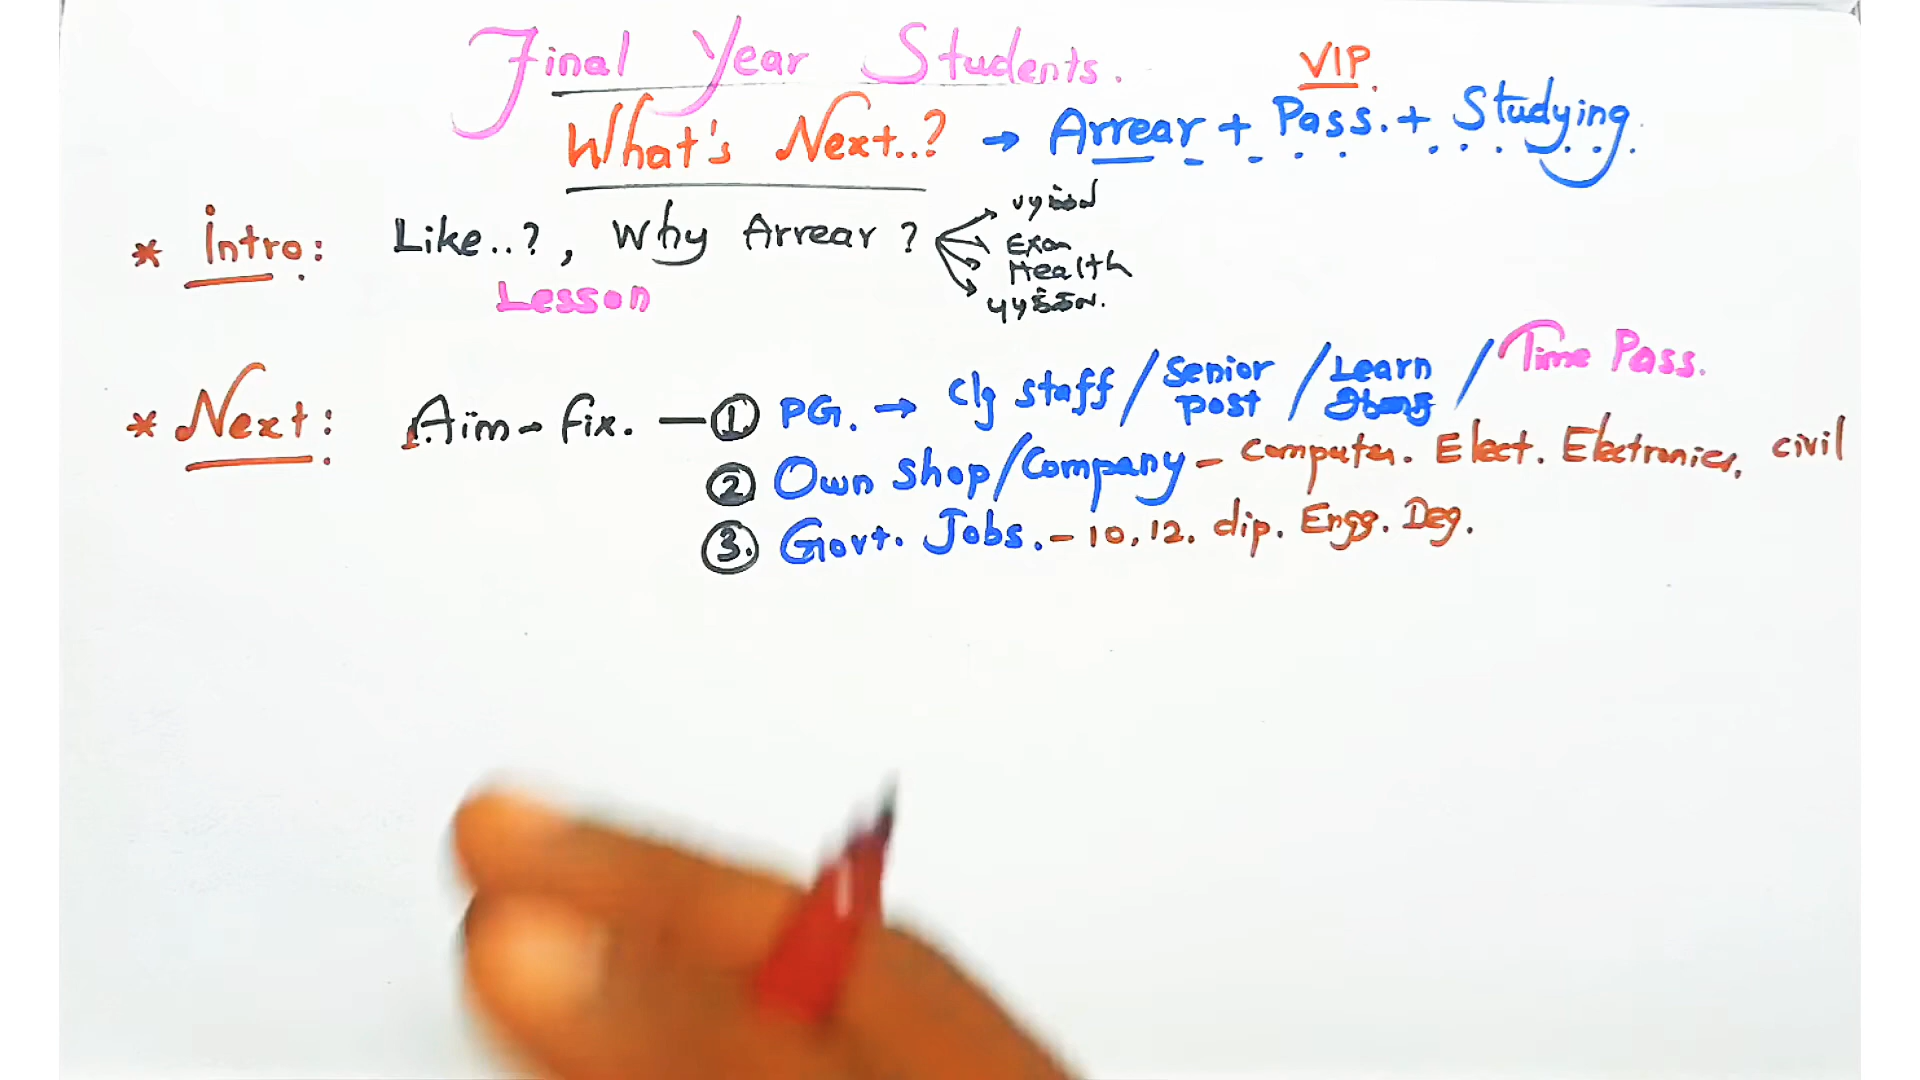 Final Year Students.
VIP.
What's Next..? → Arrear + Pass. + Studying.
* Intro: Like..?, Why Arrear ?
Exam
Health
Lesson
* Next: Aim - fix. — ① PG. → Clg staff / Senior post / Learn / Time Pass.
② Own Shop/Company - Computer. Elect. Electronics, civil
③ Govt. Jobs. - 10, 12. dip. Engg. Deg.